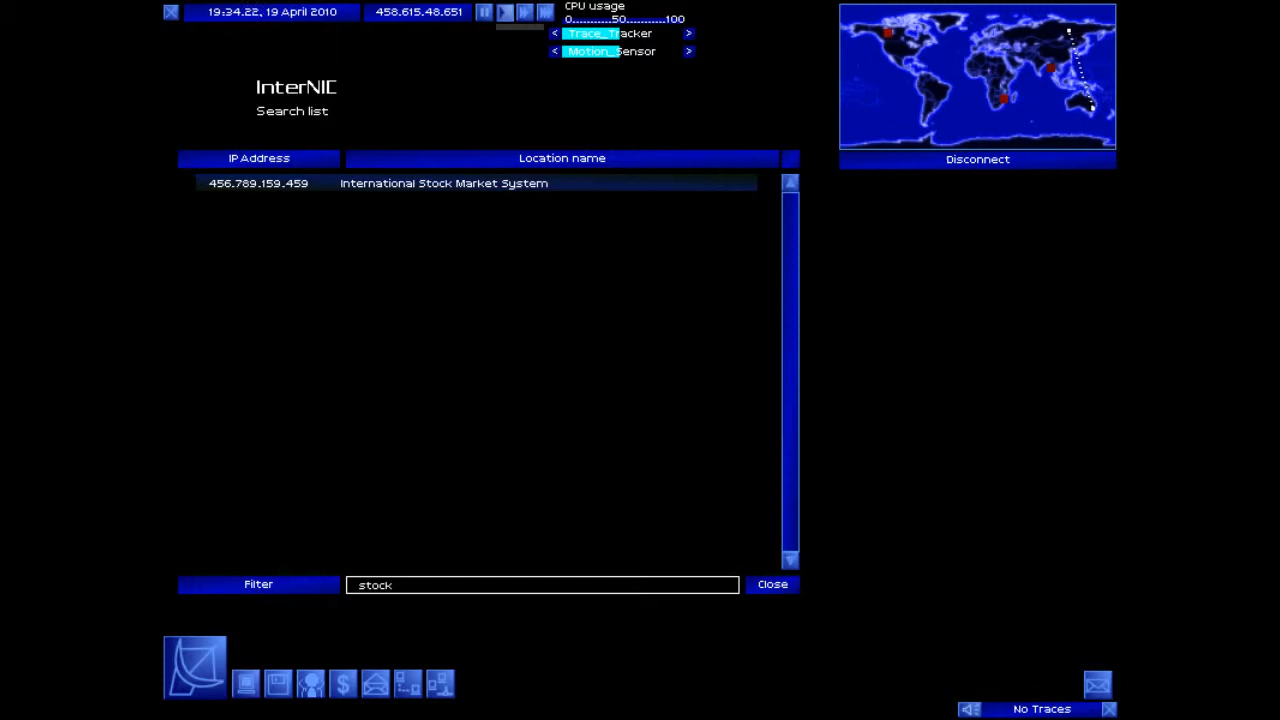 19:34.22, 19 April 2010
458.615.48.651
CPU usage
0...........50...........100
< Trace_Tracker >
< Motion_Sensor >
InterNIC
Search list
IP Address
Location name
456.789.159.459 International Stock Market System
Filter
stock
Close
Disconnect
$
No Traces